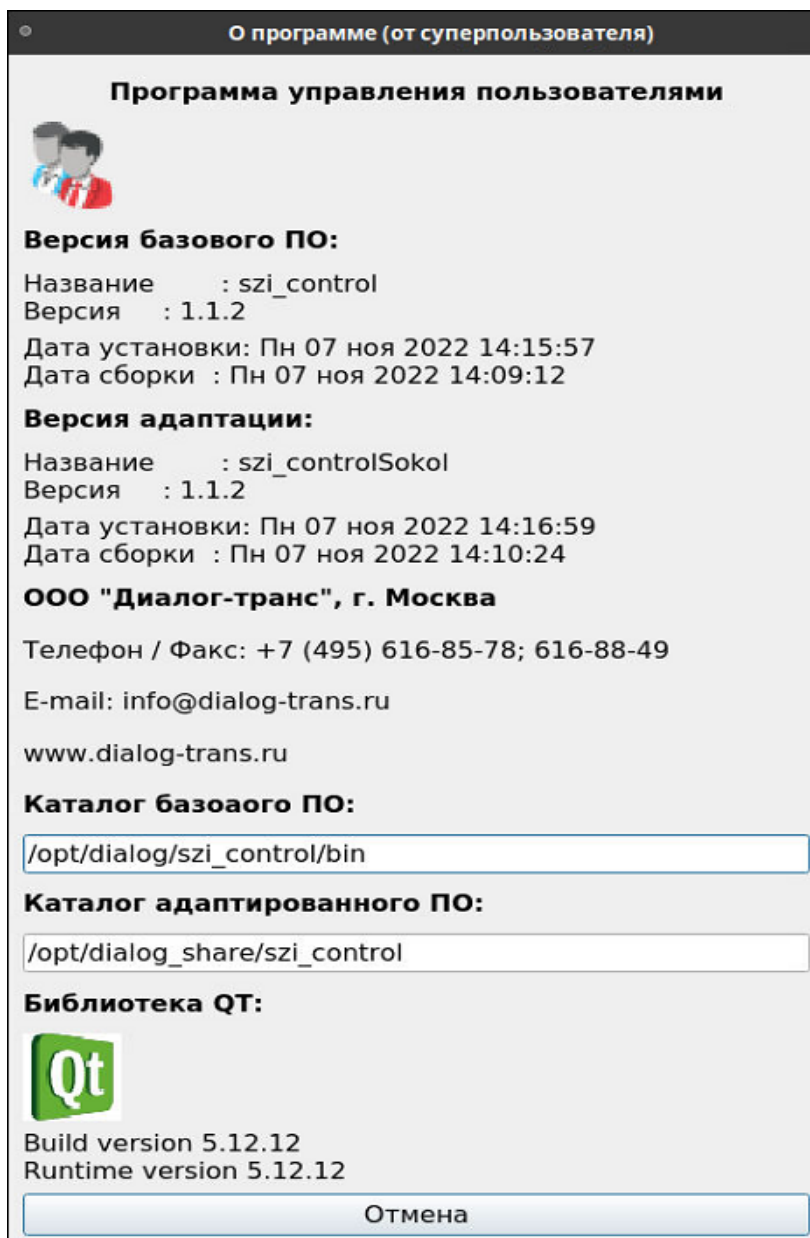 О программе (от суперпользователя)
Программа управления пользователями
Версия базового ПО:
Название : szi_control
Версия : 1.1.2
Дата установки: Пн 07 ноя 2022 14:15:57
Дата сборки : Пн 07 ноя 2022 14:09:12
Версия адаптации:
Название : szi_controlSokol
Версия : 1.1.2
Дата установки: Пн 07 ноя 2022 14:16:59
Дата сборки : Пн 07 ноя 2022 14:10:24
ООО "Диалог-транс", г. Москва
Телефон / Факс: +7 (495) 616-85-78; 616-88-49
E-mail: info@dialog-trans.ru
www.dialog-trans.ru
Каталог базоаого ПО:
/opt/dialog/szi_control/bin
Каталог адаптированного ПО:
/opt/dialog_share/szi_control
Библиотека QT:
Qt
Build version 5.12.12
Runtime version 5.12.12
Отмена